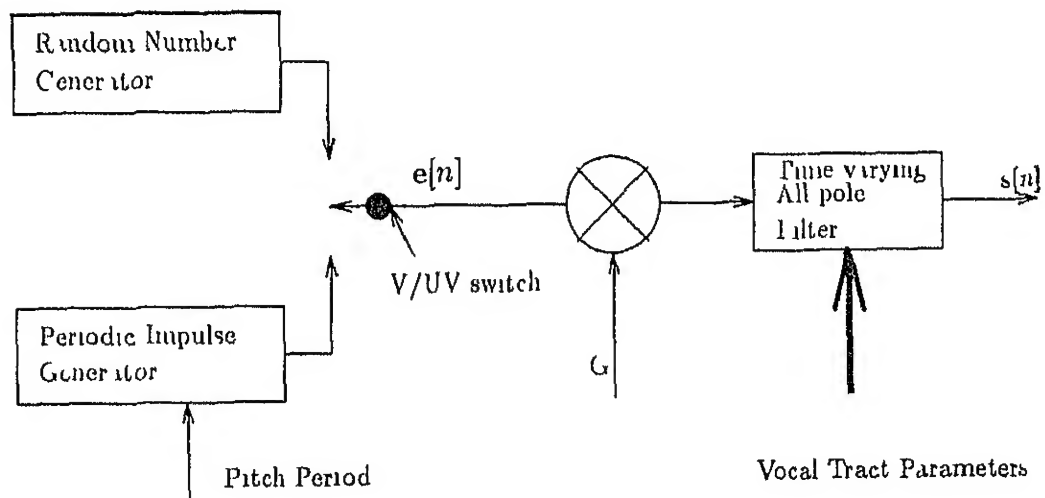 Random Number
Generator
e[n]
Time varying
All pole
Filter
s[n]
V/UV switch
Periodic Impulse
Generator
G
Pitch Period
Vocal Tract Parameters